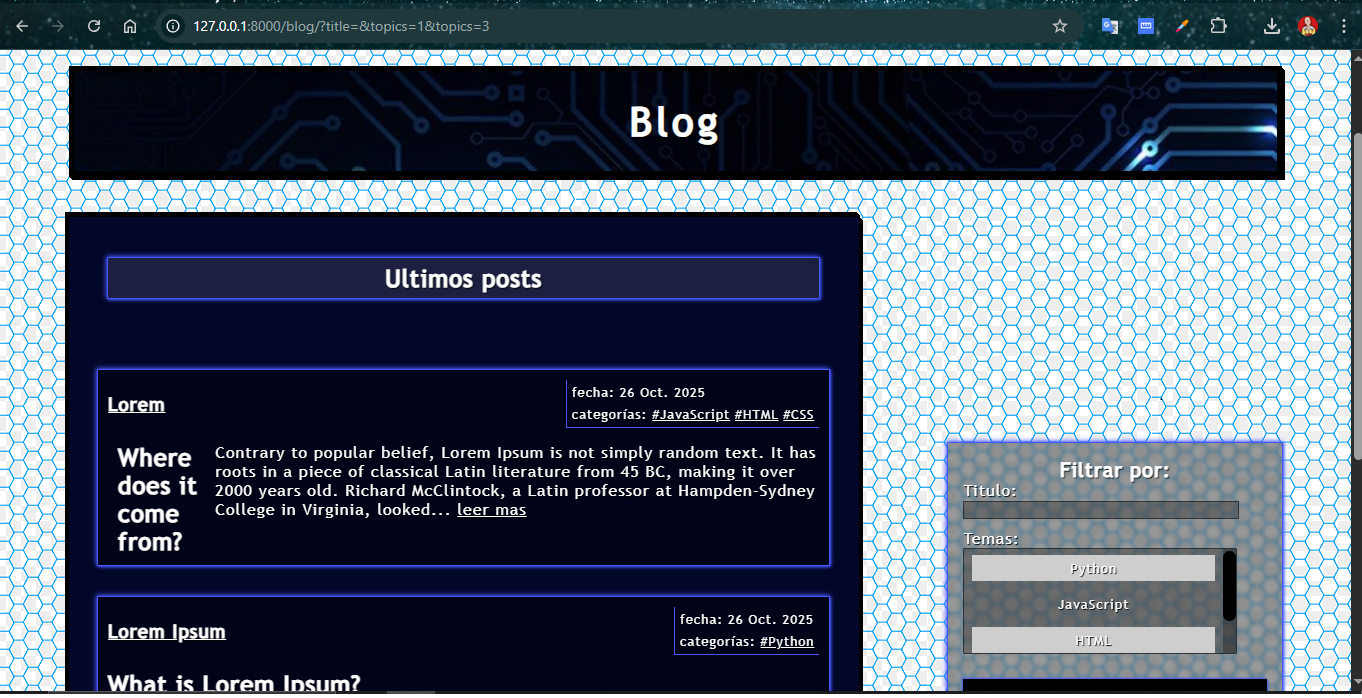 127.0.0.1:8000/blog/?title=&topics=1&topics=3
Blog
Ultimos posts
Lorem
fecha: 26 Oct. 2025
categorías: #JavaScript #HTML #CSS
Where
does it
come
from?
Contrary to popular belief, Lorem Ipsum is not simply random text. It has
roots in a piece of classical Latin literature from 45 BC, making it over
2000 years old. Richard McClintock, a Latin professor at Hampden-Sydney
College in Virginia, looked... leer mas
Lorem Ipsum
fecha: 26 Oct. 2025
categorías: #Python
What is Lorem Ipsum?
Filtrar por:
Titulo:
Temas:
Python
JavaScript
HTML